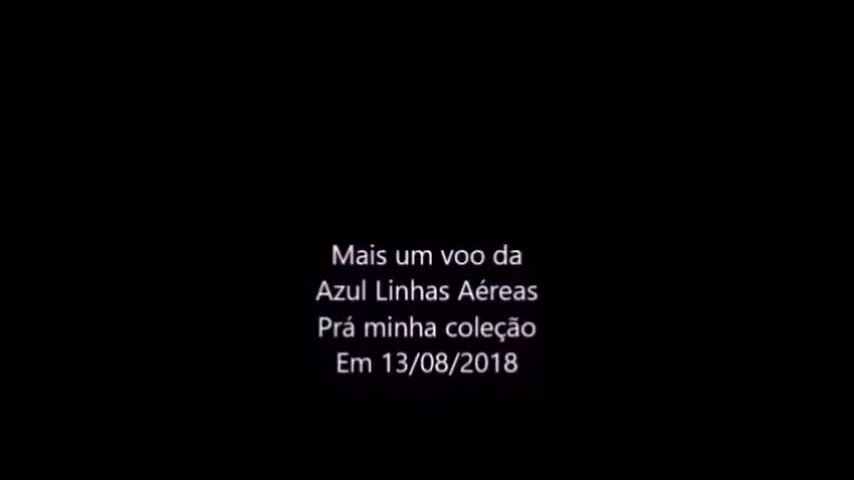 Mais um voo da
Azul Linhas Aéreas
Prá minha coleção
Em 13/08/2018